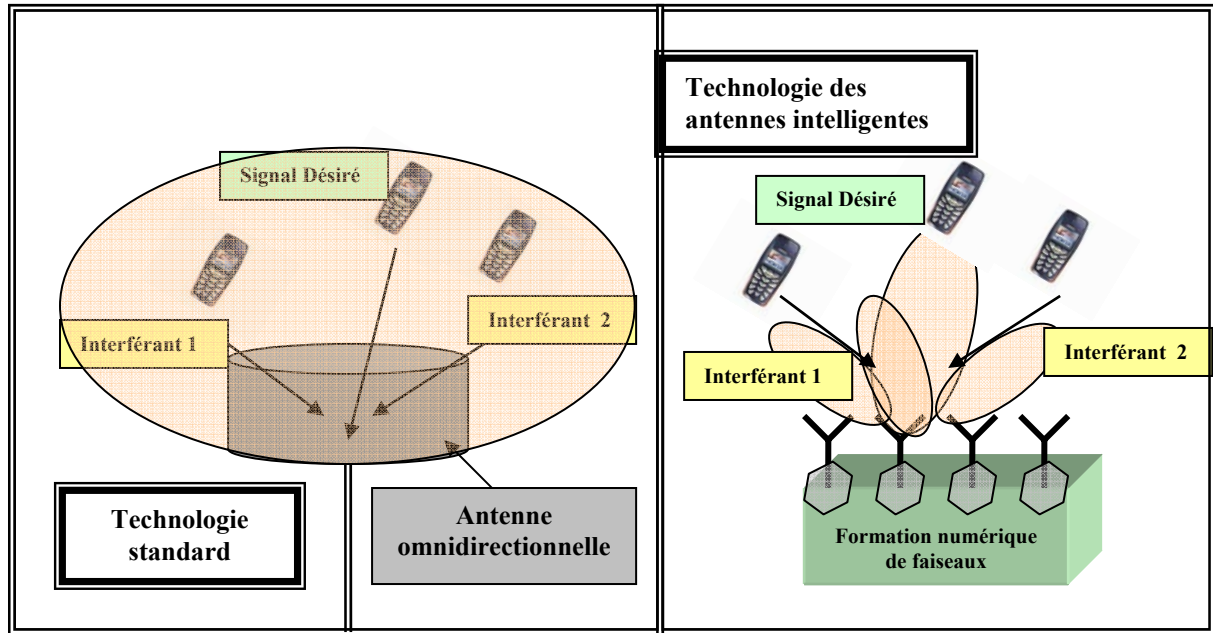 Signal Désiré
Interférant 1
Interférant 2
Technologie
standard
Antenne
omnidirectionnelle
Technologie des
antennes intelligentes
Signal Désiré
Interférant 1
Interférant 2
Formation numérique
de faiseaux